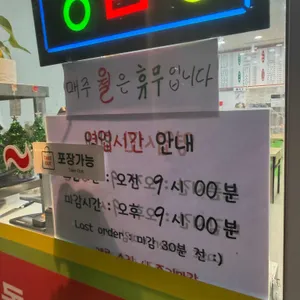 매주 월은 휴무입니다
영업시간 안내
포장가능
오전 9시 00분
마감시간: 오후 9시 00분
Last order: 마감 30분 전 :)